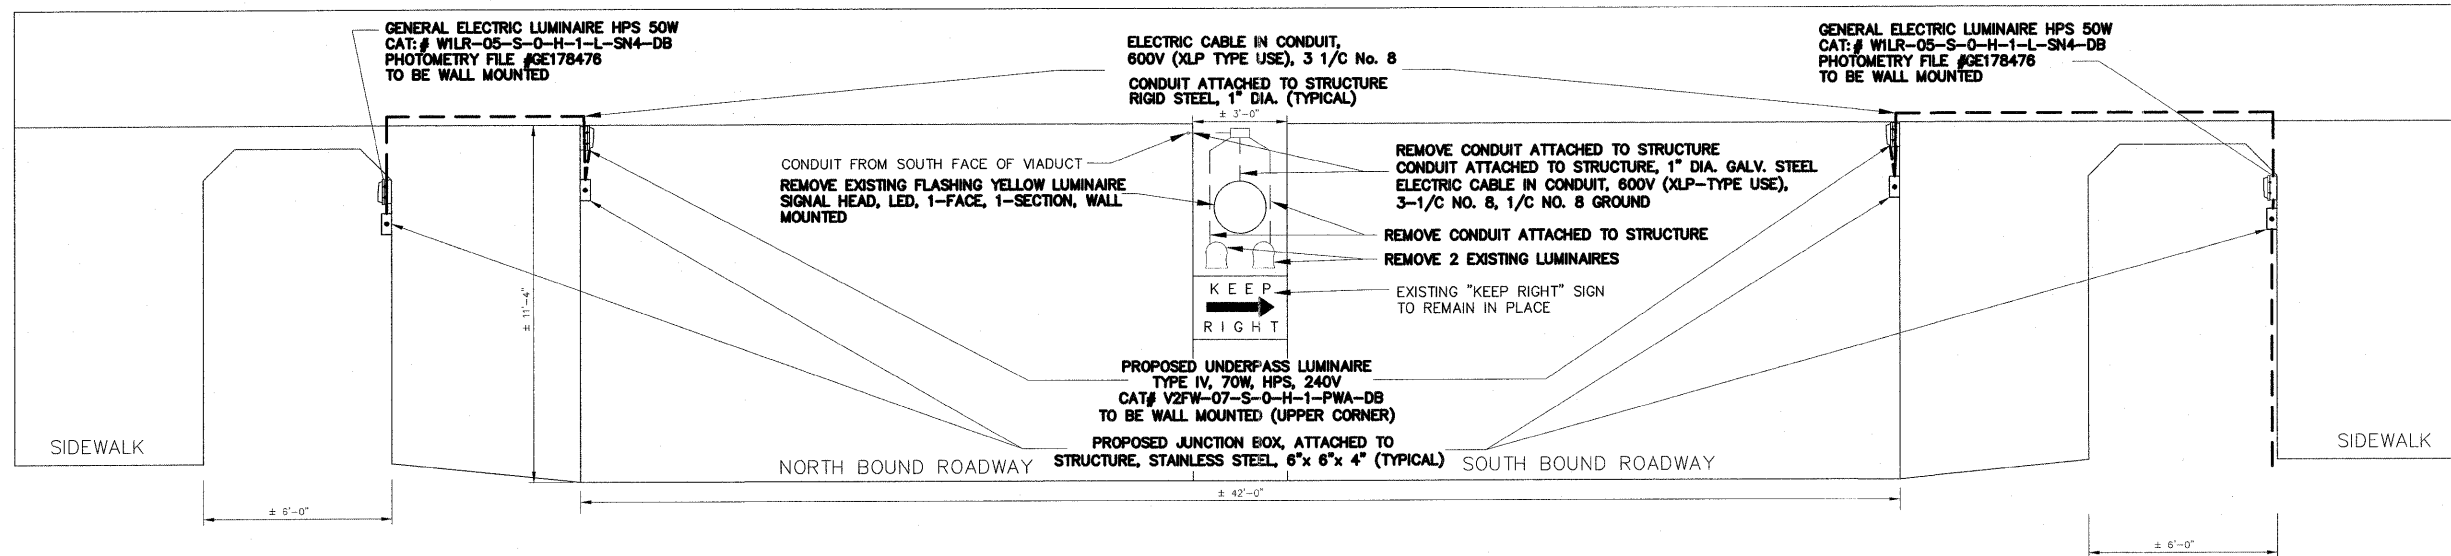 GENERAL ELECTRIC LUMINAIRE HPS 50W
CAT: # W1LR-05-S-0-H-1-L-SN4-DB
PHOTOMETRY FILE #GE178476
TO BE WALL MOUNTED
ELECTRIC CABLE IN CONDUIT,
600V (XLP TYPE USE), 3 1/C No. 8
CONDUIT ATTACHED TO STRUCTURE
RIGID STEEL, 1" DIA. (TYPICAL)
± 3'-0"
GENERAL ELECTRIC LUMINAIRE HPS 50W
CAT: # W1LR-05-S-0-H-1-L-SN4-DB
PHOTOMETRY FILE #GE178476
TO BE WALL MOUNTED
CONDUIT FROM SOUTH FACE OF VIADUCT
REMOVE EXISTING FLASHING YELLOW LUMINAIRE
SIGNAL HEAD, LED, 1-FACE, 1-SECTION, WALL
MOUNTED
REMOVE CONDUIT ATTACHED TO STRUCTURE
CONDUIT ATTACHED TO STRUCTURE, 1" DIA. GALV. STEEL
ELECTRIC CABLE IN CONDUIT, 600V (XLP-TYPE USE),
3-1/C NO. 8, 1/C NO. 8 GROUND
REMOVE CONDUIT ATTACHED TO STRUCTURE
REMOVE 2 EXISTING LUMINAIRES
KEEP
RIGHT
EXISTING "KEEP RIGHT" SIGN
TO REMAIN IN PLACE
± 11'-4"
PROPOSED UNDERPASS LUMINAIRE
TYPE IV, 70W, HPS, 240V
CAT# V2FW-07-S-0-H-1-PWA-DB
TO BE WALL MOUNTED (UPPER CORNER)
PROPOSED JUNCTION BOX, ATTACHED TO
STRUCTURE, STAINLESS STEEL, 6"x 6"x 4" (TYPICAL)
SIDEWALK
NORTH BOUND ROADWAY
SOUTH BOUND ROADWAY
SIDEWALK
± 6'-0"
± 42'-0"
± 6'-0"